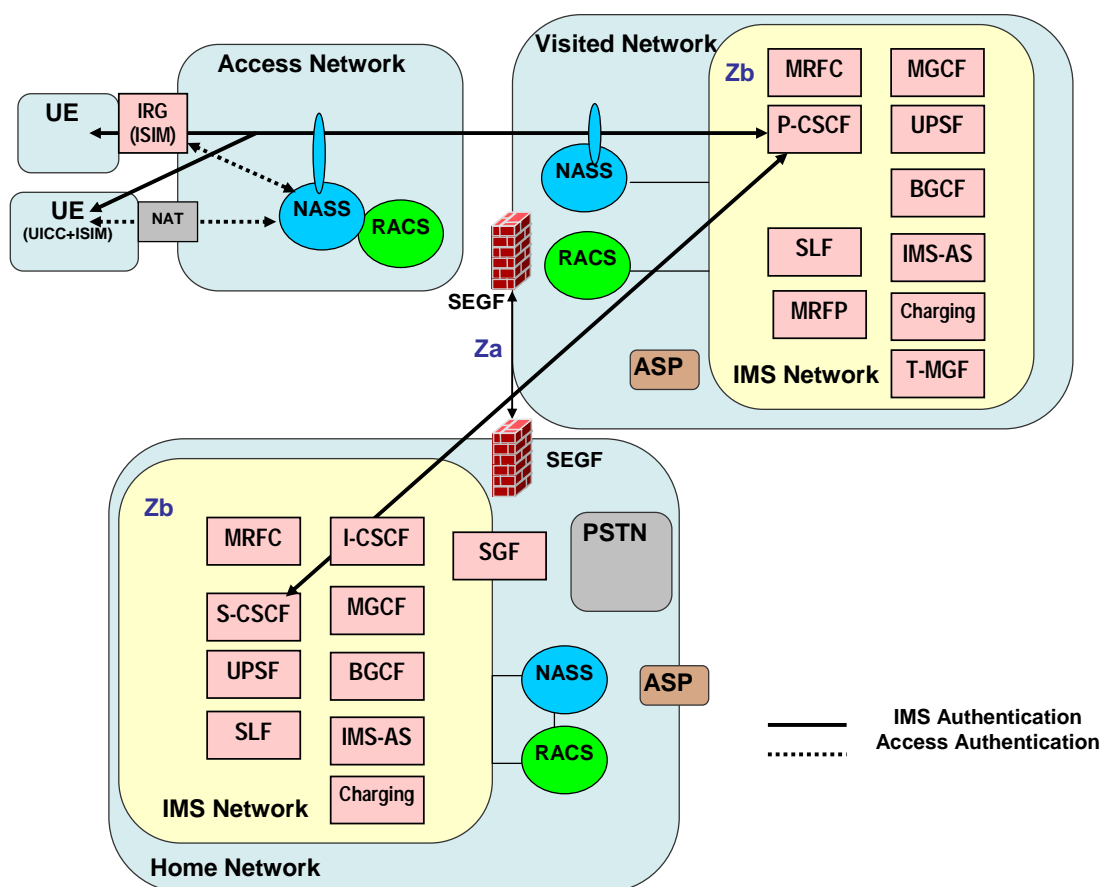 Access Network
UE
IRG
(ISIM)
UE
(UICC+ISIM)
NAT
NASS
RACS
Visited Network
Zb
MRFC
MGCF
P-CSCF
UPSF
NASS
BGCF
RACS
SLF
IMS-AS
MRFP
Charging
ASP
IMS Network
T-MGF
SEGF
Za
SEGF
Zb
MRFC
I-CSCF
SGF
PSTN
S-CSCF
MGCF
UPSF
BGCF
NASS
ASP
SLF
IMS-AS
RACS
Charging
IMS Network
Home Network
IMS Authentication
Access Authentication